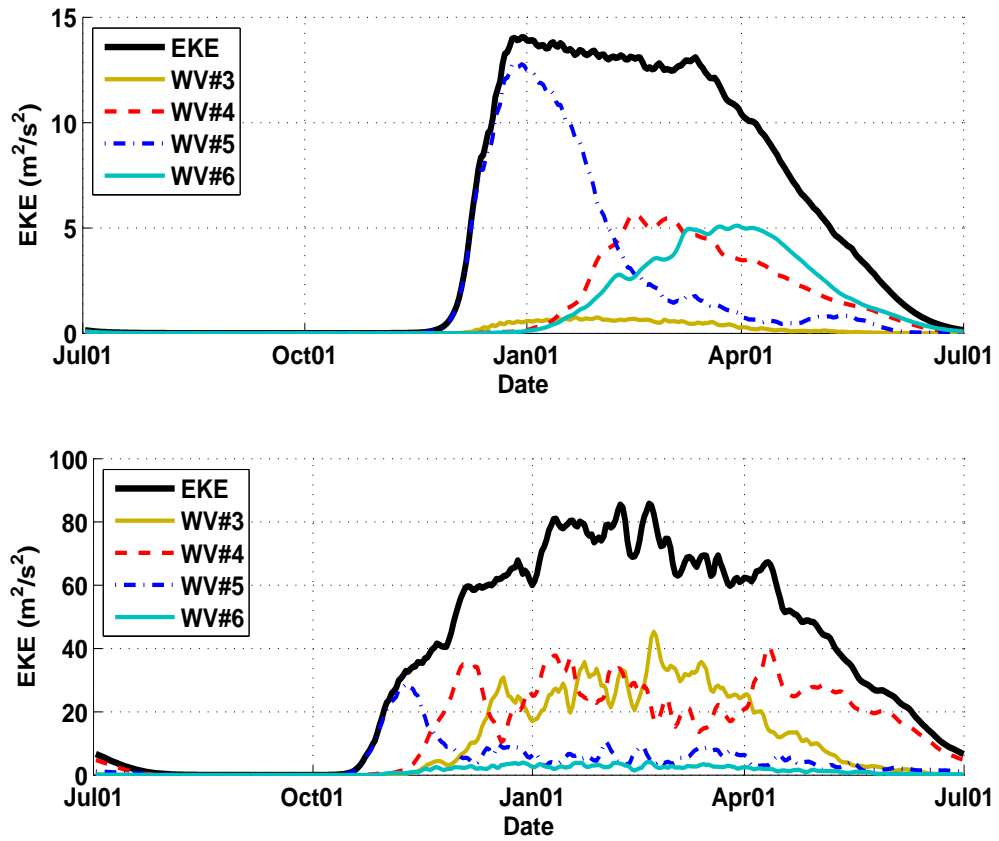 15
10
5
0
EKE (m²/s²)
EKE
WV#3
WV#4
WV#5
WV#6
Jul01 Oct01 Jan01 Apr01 Jul01
Date
100
80
60
40
20
0
EKE (m²/s²)
EKE
WV#3
WV#4
WV#5
WV#6
Jul01 Oct01 Jan01 Apr01 Jul01
Date